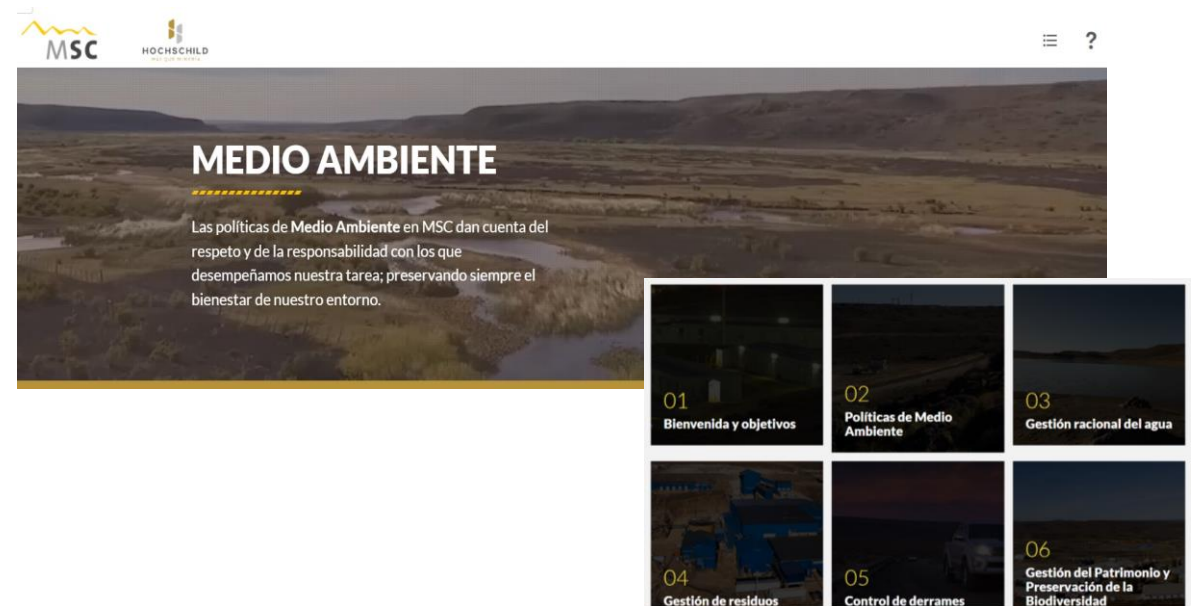 MSC
HOCHSCHILD
?
MEDIO AMBIENTE
Las políticas de Medio Ambiente en MSC dan cuenta del
respeto y de la responsabilidad con los que
desempeñamos nuestra tarea; preservando siempre el
bienestar de nuestro entorno.
01
Bienvenida y objetivos
02
Políticas de Medio
Ambiente
03
Gestión racional del agua
04
Gestión de residuos
05
Control de derrames
06
Gestión del Patrimonio y
Preservación de la
Biodiversidad